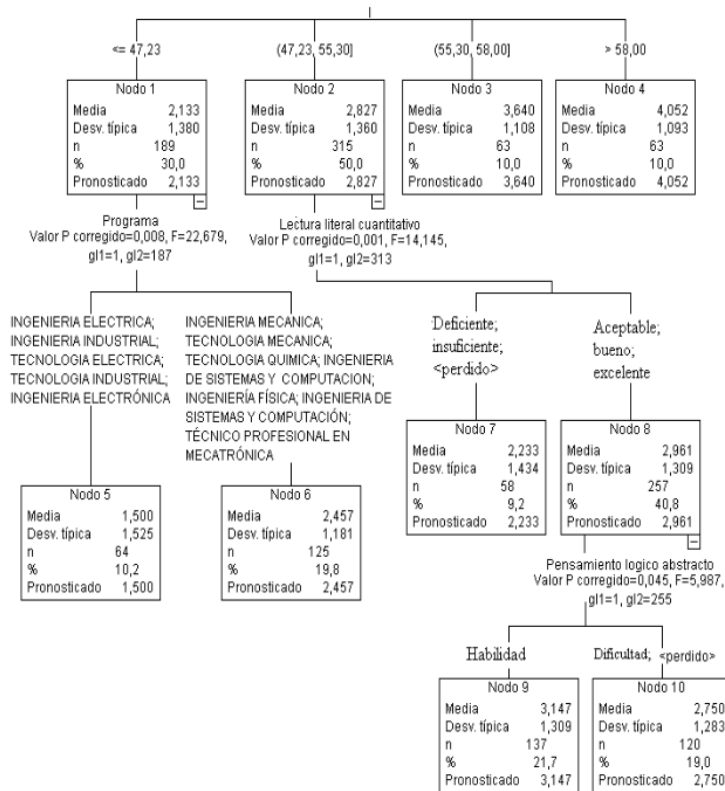 <= 47,23
(47,23, 55,30]
(55,30, 58,00]
> 58,00
Nodo 1
Media 2,133
Desv. típica 1,380
n 189
% 30,0
Pronosticado 2,133
Nodo 2
Media 2,827
Desv. típica 1,360
n 315
% 50,0
Pronosticado 2,827
Nodo 3
Media 3,640
Desv. típica 1,108
n 63
% 10,0
Pronosticado 3,640
Nodo 4
Media 4,052
Desv. típica 1,093
n 63
% 10,0
Pronosticado 4,052
Programa
Valor P corregido=0,008, F=22,679,
gl1=1, gl2=187
Lectura literal cuantitativo
Valor P corregido=0,001, F=14,145,
gl1=1, gl2=313
INGENIERIA ELECTRICA;
INGENIERIA INDUSTRIAL;
TECNOLOGIA ELECTRICA;
TECNOLOGIA INDUSTRIAL;
INGENIERIA ELECTRÓNICA
INGENIERIA MECANICA;
TECNOLOGIA MECANICA;
TECNOLOGIA QUIMICA; INGENIERIA
DE SISTEMAS Y COMPUTACION;
INGENIERÍA FÍSICA; INGENIERIA DE
SISTEMAS Y COMPUTACIÓN;
TÉCNICO PROFESIONAL EN
MECATRÓNICA
Deficiente;
insuficiente;
<perdido>
Aceptable;
bueno;
excelente
Nodo 5
Media 1,500
Desv. típica 1,525
n 64
% 10,2
Pronosticado 1,500
Nodo 6
Media 2,457
Desv. típica 1,181
n 125
% 19,8
Pronosticado 2,457
Nodo 7
Media 2,233
Desv. típica 1,434
n 58
% 9,2
Pronosticado 2,233
Nodo 8
Media 2,961
Desv. típica 1,309
n 257
% 40,8
Pronosticado 2,961
Pensamiento logico abstracto
Valor P corregido=0,045, F=5,987,
gl1=1, gl2=255
Habilidad
Dificultad; <perdido>
Nodo 9
Media 3,147
Desv. típica 1,309
n 137
% 21,7
Pronosticado 3,147
Nodo 10
Media 2,750
Desv. típica 1,283
n 120
% 19,0
Pronosticado 2,750